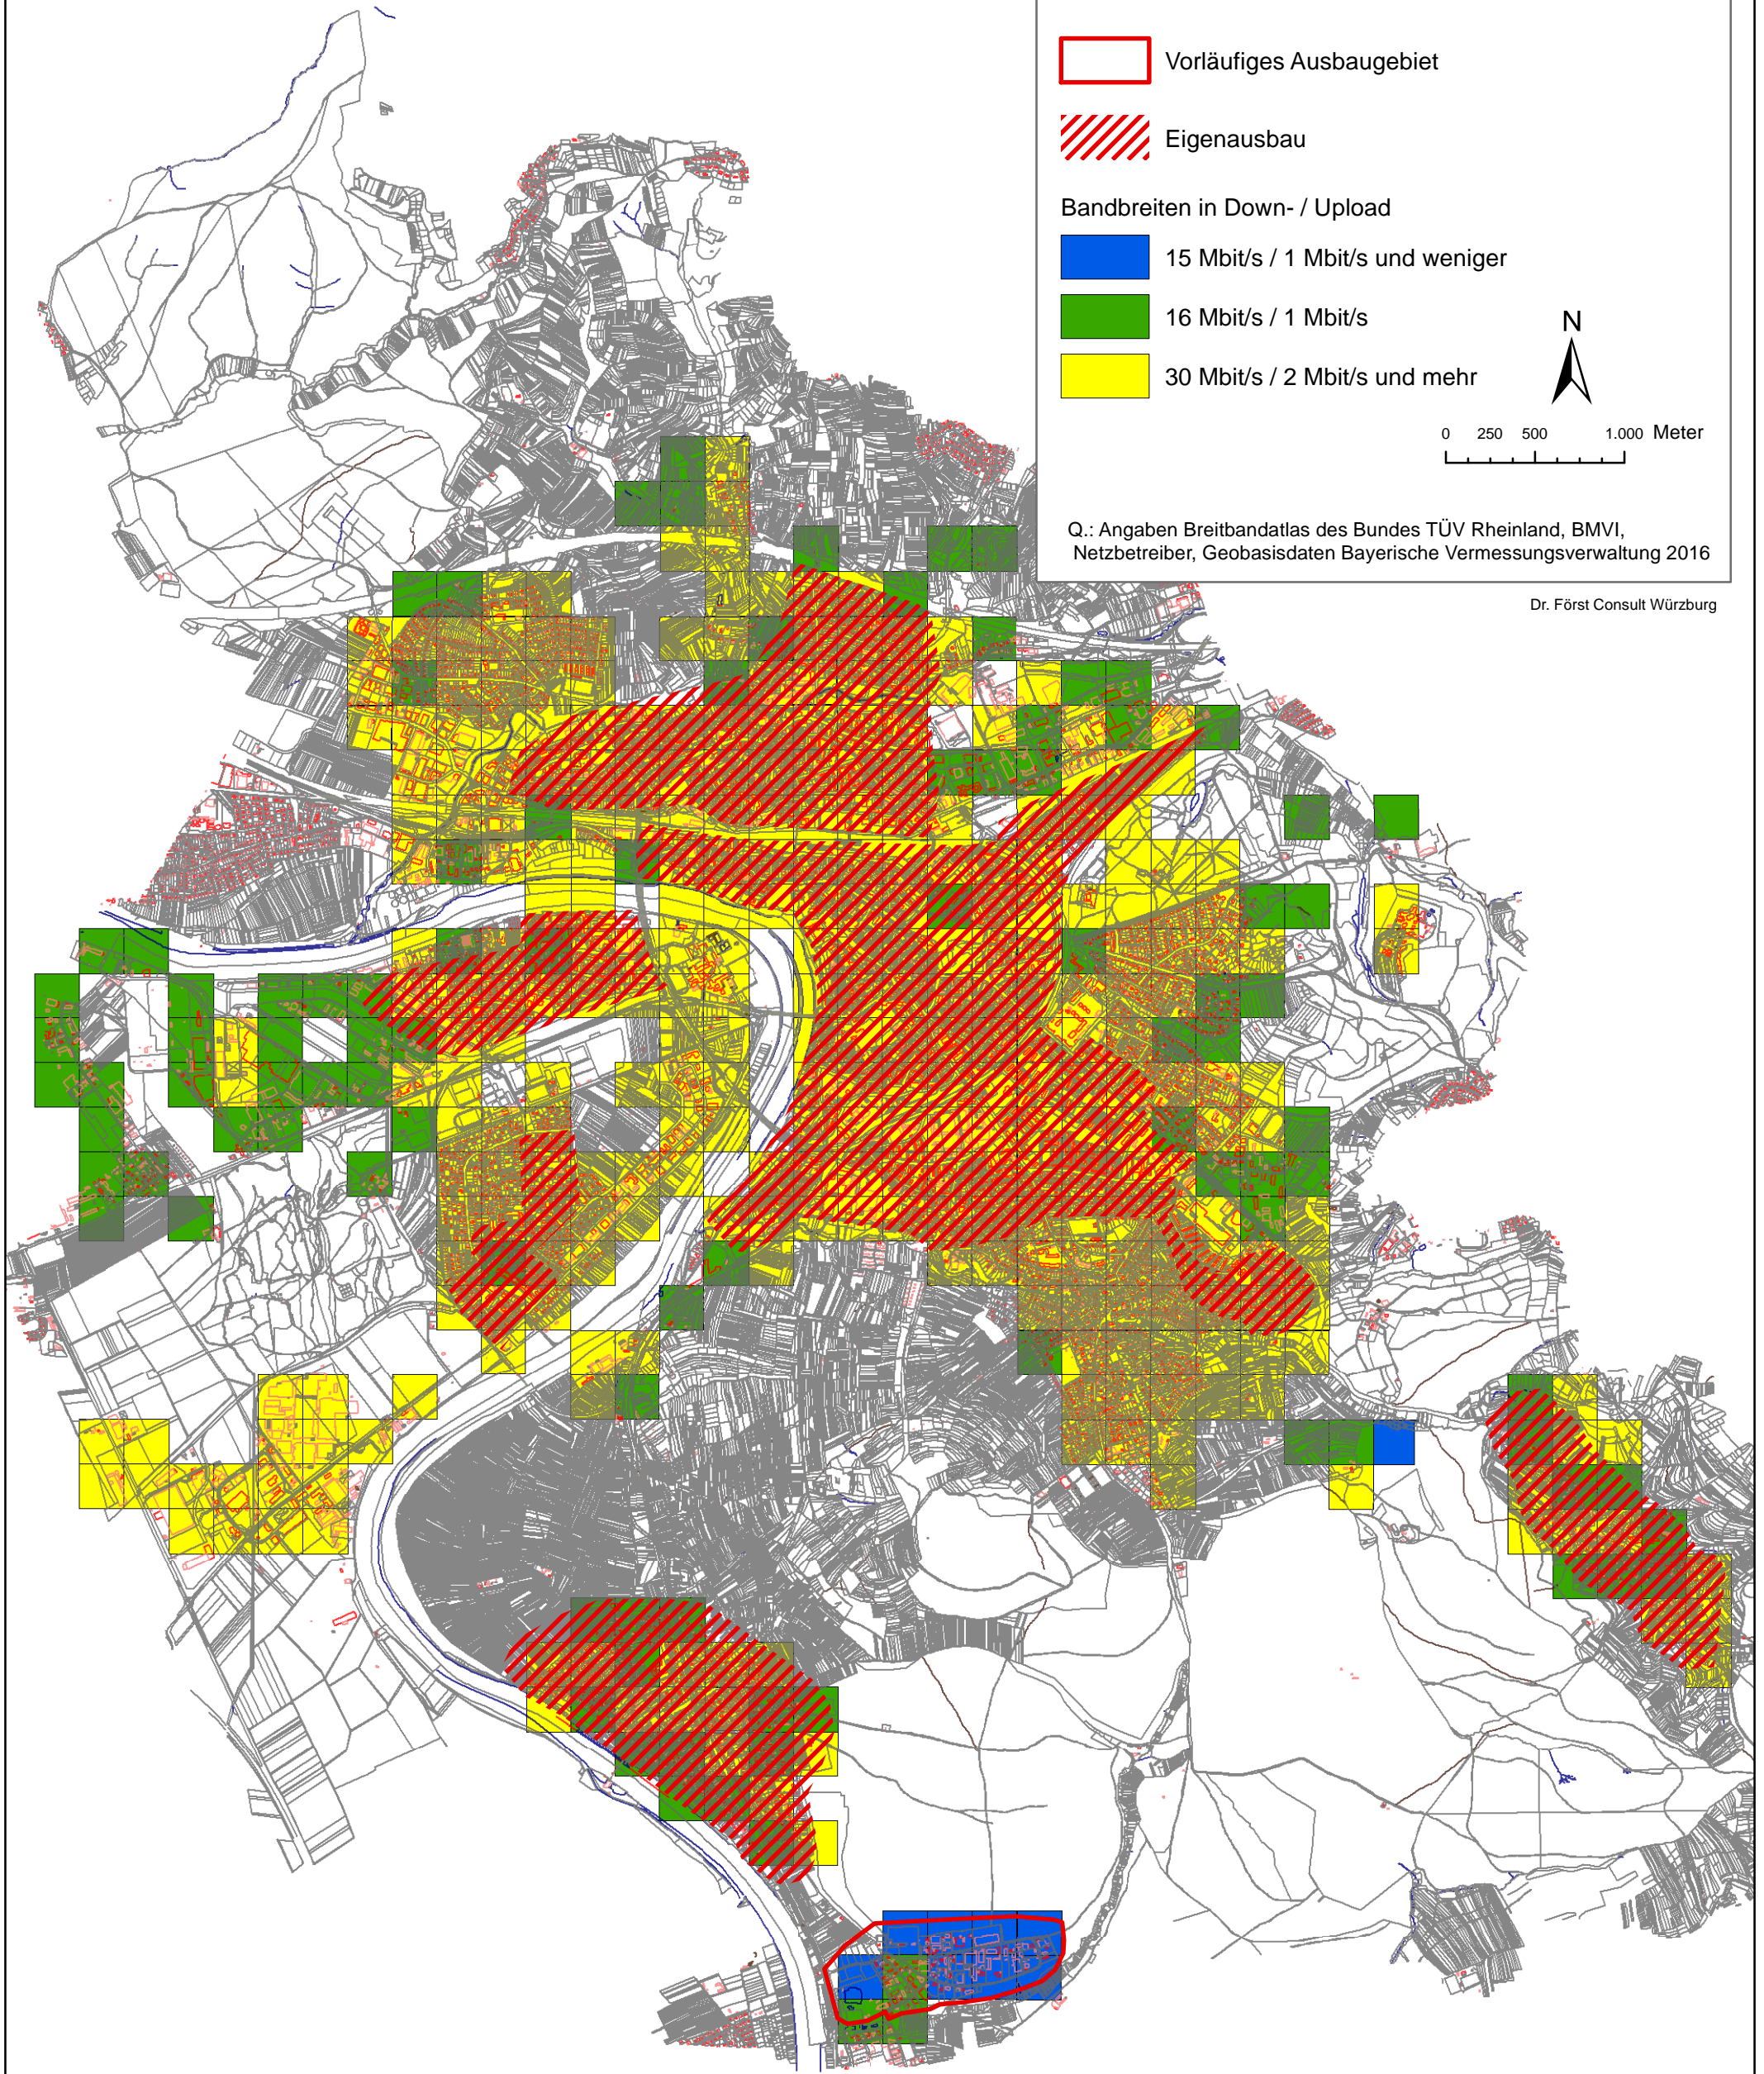 Vorläufiges Ausbaugebiet
Eigenausbau
Bandbreiten in Down- / Upload
15 Mbit/s / 1 Mbit/s und weniger
16 Mbit/s / 1 Mbit/s
30 Mbit/s / 2 Mbit/s und mehr
N
0 250 500 1.000 Meter
Q.: Angaben Breitbandatlas des Bundes TÜV Rheinland, BMVI,
Netzbetreiber, Geobasisdaten Bayerische Vermessungsverwaltung 2016
Dr. Först Consult Würzburg